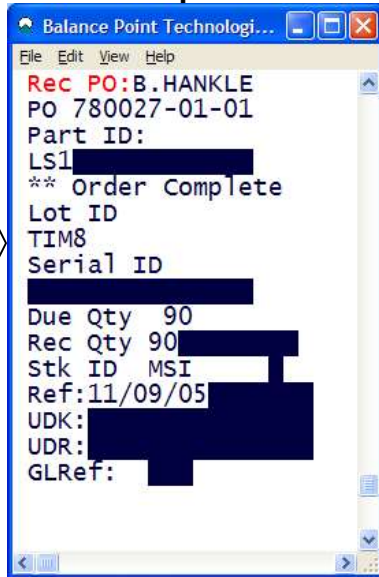 Balance Point Technologi...
File Edit View Help
Rec PO:B.HANKLE
PO 780027-01-01
Part ID:
LS1
** Order Complete
Lot ID
TIM8
Serial ID
Due Qty 90
Rec Qty 90
Stk ID MSI
Ref:11/09/05
UDK:
UDR:
GLRef: